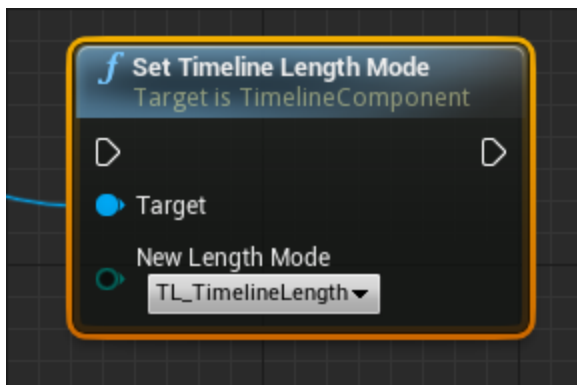 f Set Timeline Length Mode
Target is TimelineComponent
Target
New Length Mode
TL_TimelineLength